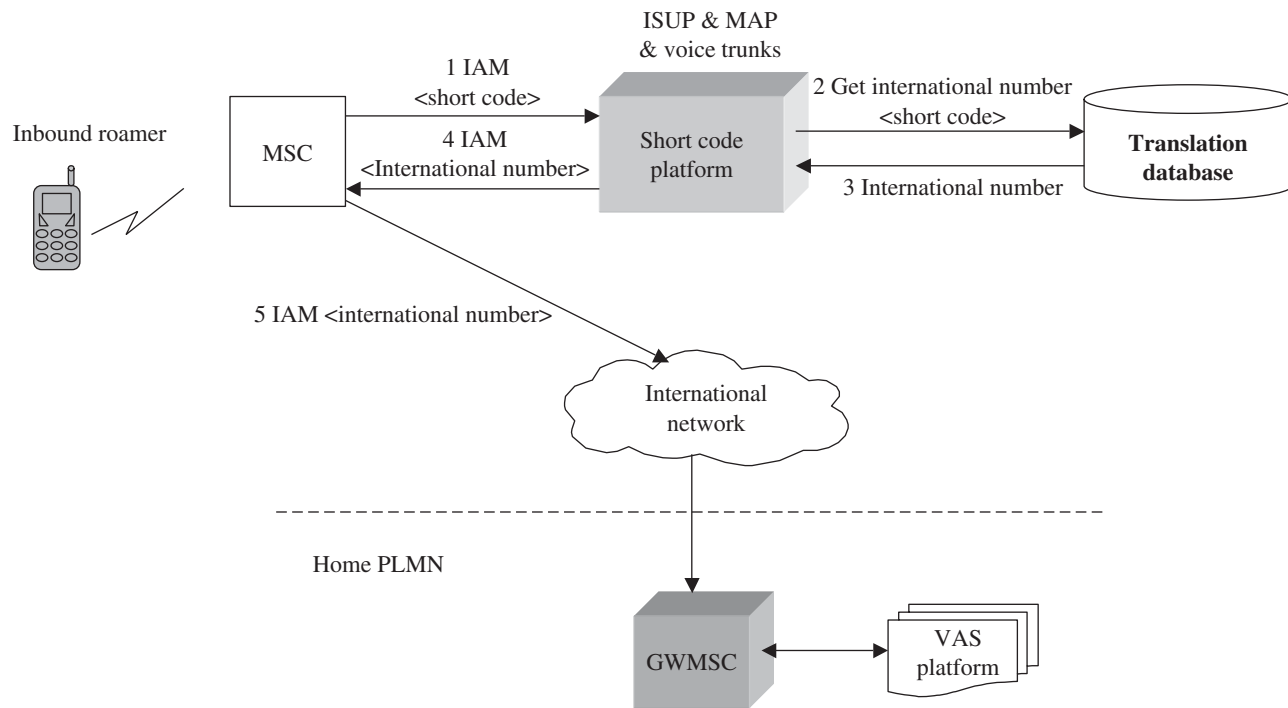 ISUP & MAP
& voice trunks
1 IAM
<short code>
2 Get international number
<short code>
Inbound roamer
MSC
4 IAM
<International number>
Short code
platform
3 International number
Translation
database
5 IAM <international number>
International
network
Home PLMN
GWMSC
VAS
platform